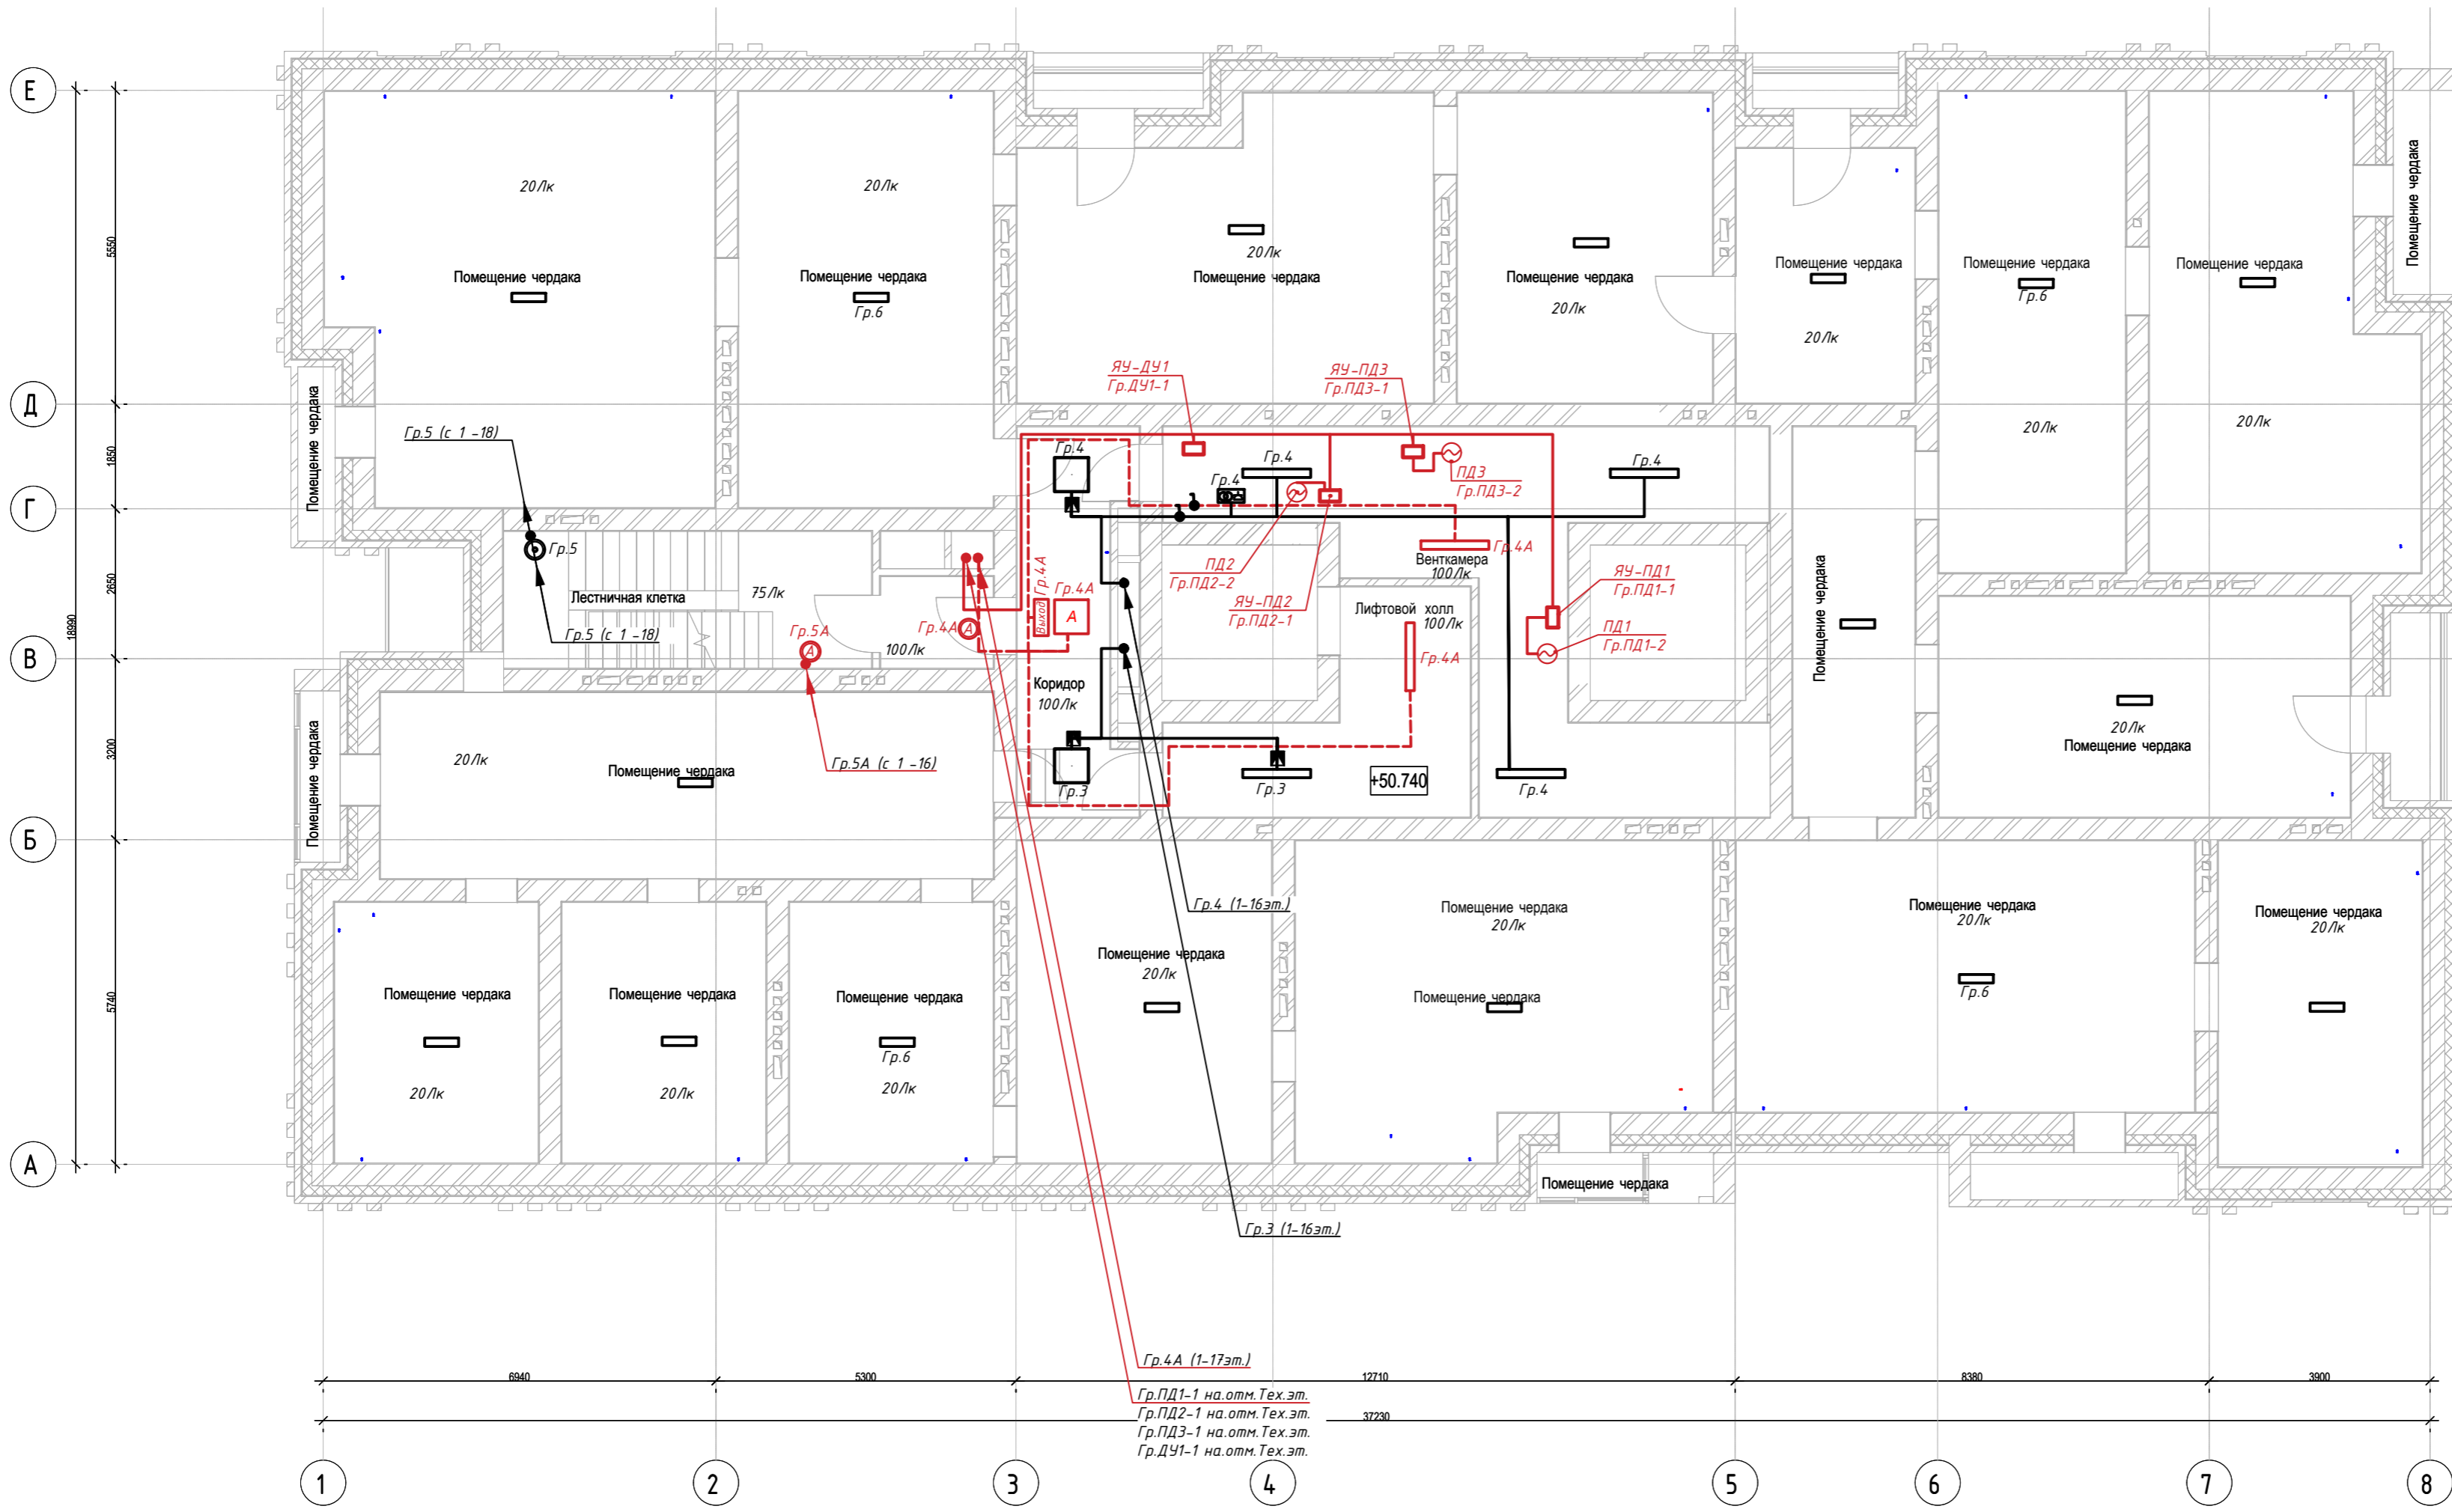 Е
Д
Г
В
Б
А
5550
1850
2650
3200
5740
18990
20Лк
Помещение чердака
20Лк
Помещение чердака
Гр.6
20Лк
Помещение чердака
Помещение чердака
20Лк
Помещение чердака
20Лк
Помещение чердака
Гр.6
20Лк
Помещение чердака
20Лк
Помещение чердака
Помещение чердака
Гр.5 (с 1 -18)
Гр.5
Гр.5 (с 1 -18)
Лестничная клетка
75Лк
Гр.5А
А
Гр.5А (с 1 -16)
Гр.4А
А
100Лк
ЯУ-ДУ1
Гр.ДУ1-1
ЯУ-ПД3
Гр.ПД3-1
Гр.4
Гр.4
Гр.4
Гр.4
ПД3
Гр.ПД3-2
ПД2
Гр.ПД2-2
ЯУ-ПД2
Гр.ПД2-1
Гр.4А
Венткамера
100Лк
ЯУ-ПД1
Гр.ПД1-1
ПД1
Гр.ПД1-2
Лифтовой холл
100Лк
Гр.4А
Выход
Гр.4А
Гр.4А
А
Коридор
100Лк
Гр.3
Гр.3
+50.740
Гр.4
Помещение чердака
20Лк
Помещение чердака
Помещение чердака
20Лк
Помещение чердака
Помещение чердака
20Лк
Помещение чердака
20Лк
Помещение чердака
Гр.6
20Лк
Помещение чердака
20Лк
Гр.4 (1-16эт.)
Помещение чердака
20Лк
Помещение чердака
Помещение чердака
20Лк
Гр.6
Помещение чердака
20Лк
Помещение чердака
Гр.3 (1-16эт.)
Гр.4А (1-17эт.)
Гр.ПД1-1 на.отм.Тех.эт.
Гр.ПД2-1 на.отм.Тех.эт.
Гр.ПД3-1 на.отм.Тех.эт.
Гр.ДУ1-1 на.отм.Тех.эт.
6940
5300
12710
8380
3900
37230
1
2
3
4
5
6
7
8